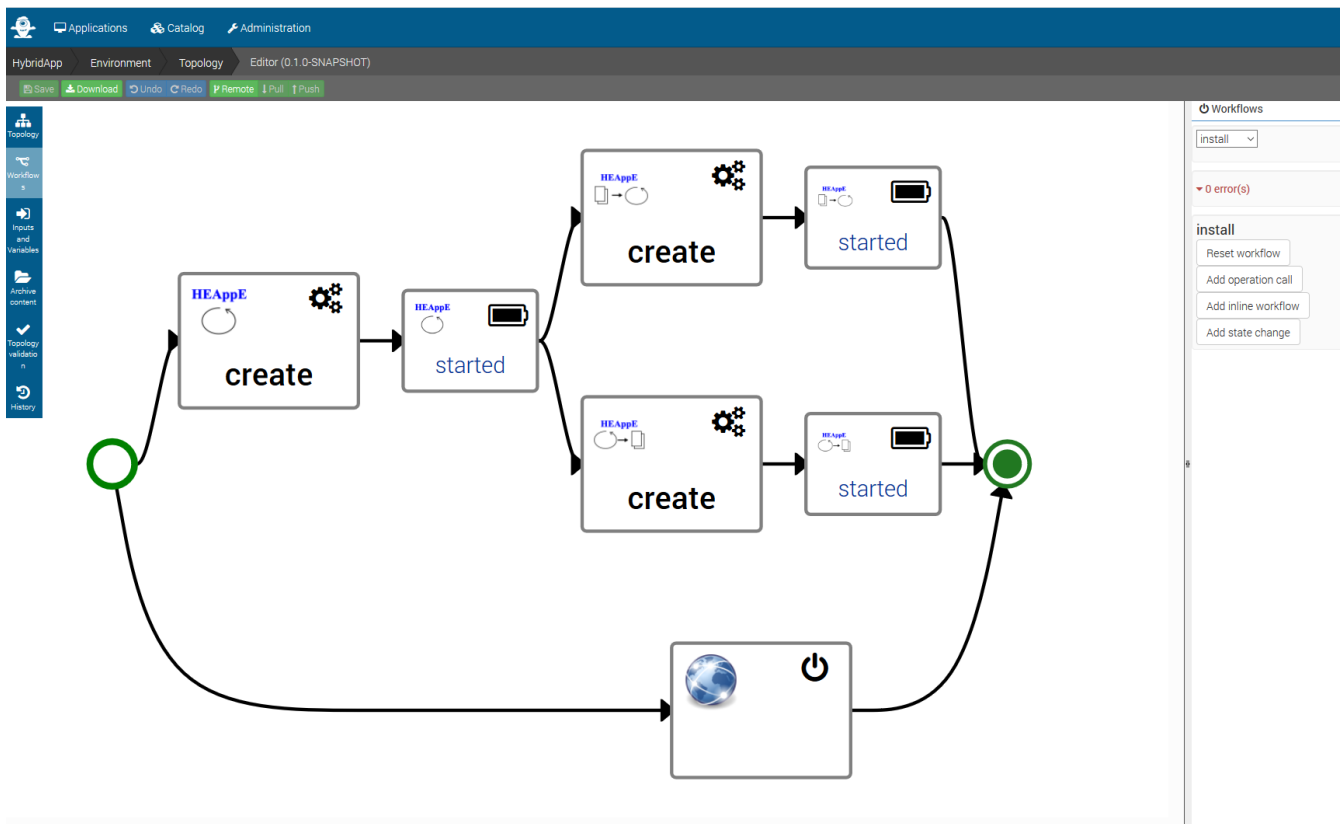 Applications Catalog Administration
HybridApp Environment Topology Editor (0.1.0-SNAPSHOT)
Save Download Undo Redo Remote Pull Push
Topology
Workflow
s
Inputs
and
Variables
Archive
content
Topology
validatio
n
History
HEAppE
create
HEAppE
started
HEAppE
create
HEAppE
started
HEAppE
create
HEAppE
started
Workflows
install
0 error(s)
install
Reset workflow
Add operation call
Add inline workflow
Add state change